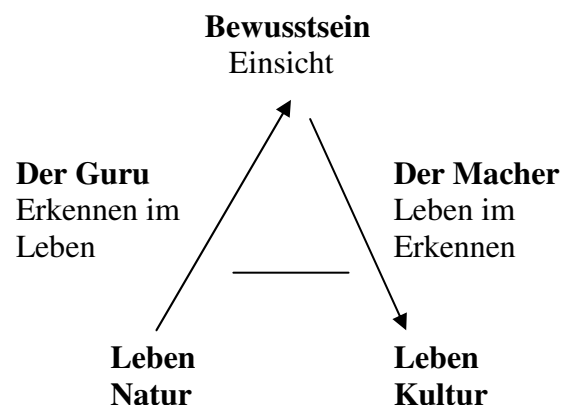 Bewusstsein
Einsicht
Der Guru
Erkennen im
Leben
Der Macher
Leben im
Erkennen
Leben
Natur
Leben
Kultur